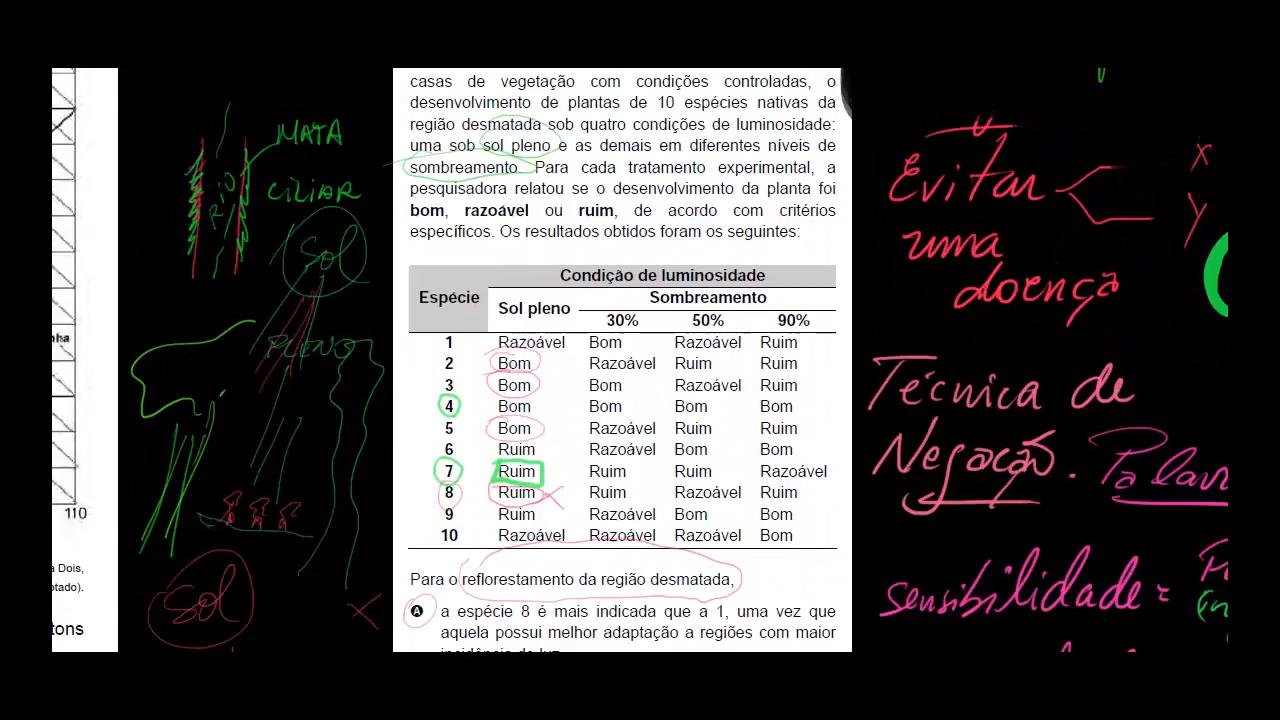 MATA
CILIAR
RIO
Sol
PLENO
Sol
X
nha
110
a Dois,
otado).
tons
casas de vegetação com condições controladas, o
desenvolvimento de plantas de 10 espécies nativas da
região desmatada sob quatro condições de luminosidade:
uma sob sol pleno e as demais em diferentes níveis de
sombreamento. Para cada tratamento experimental, a
pesquisadora relatou se o desenvolvimento da planta foi
bom, razoável ou ruim, de acordo com critérios
específicos. Os resultados obtidos foram os seguintes:
Condição de luminosidade
Espécie Sol pleno Sombreamento
30% 50% 90%
1 Razoável Bom Razoável Ruim
2 Bom Razoável Ruim Ruim
3 Bom Bom Razoável Ruim
4 Bom Bom Bom Bom
5 Bom Razoável Ruim Ruim
6 Ruim Razoável Bom Bom
7 Ruim Ruim Ruim Razoável
8 Ruim Ruim Razoável Ruim
9 Ruim Razoável Bom Bom
10 Razoável Razoável Razoável Bom
Para o reflorestamento da região desmatada,
A a espécie 8 é mais indicada que a 1, uma vez que
aquela possui melhor adaptação a regiões com maior
incidência de luz
Evitar X
uma Y
doença
Técnica de
Negação. Palavr
sensibilidade =